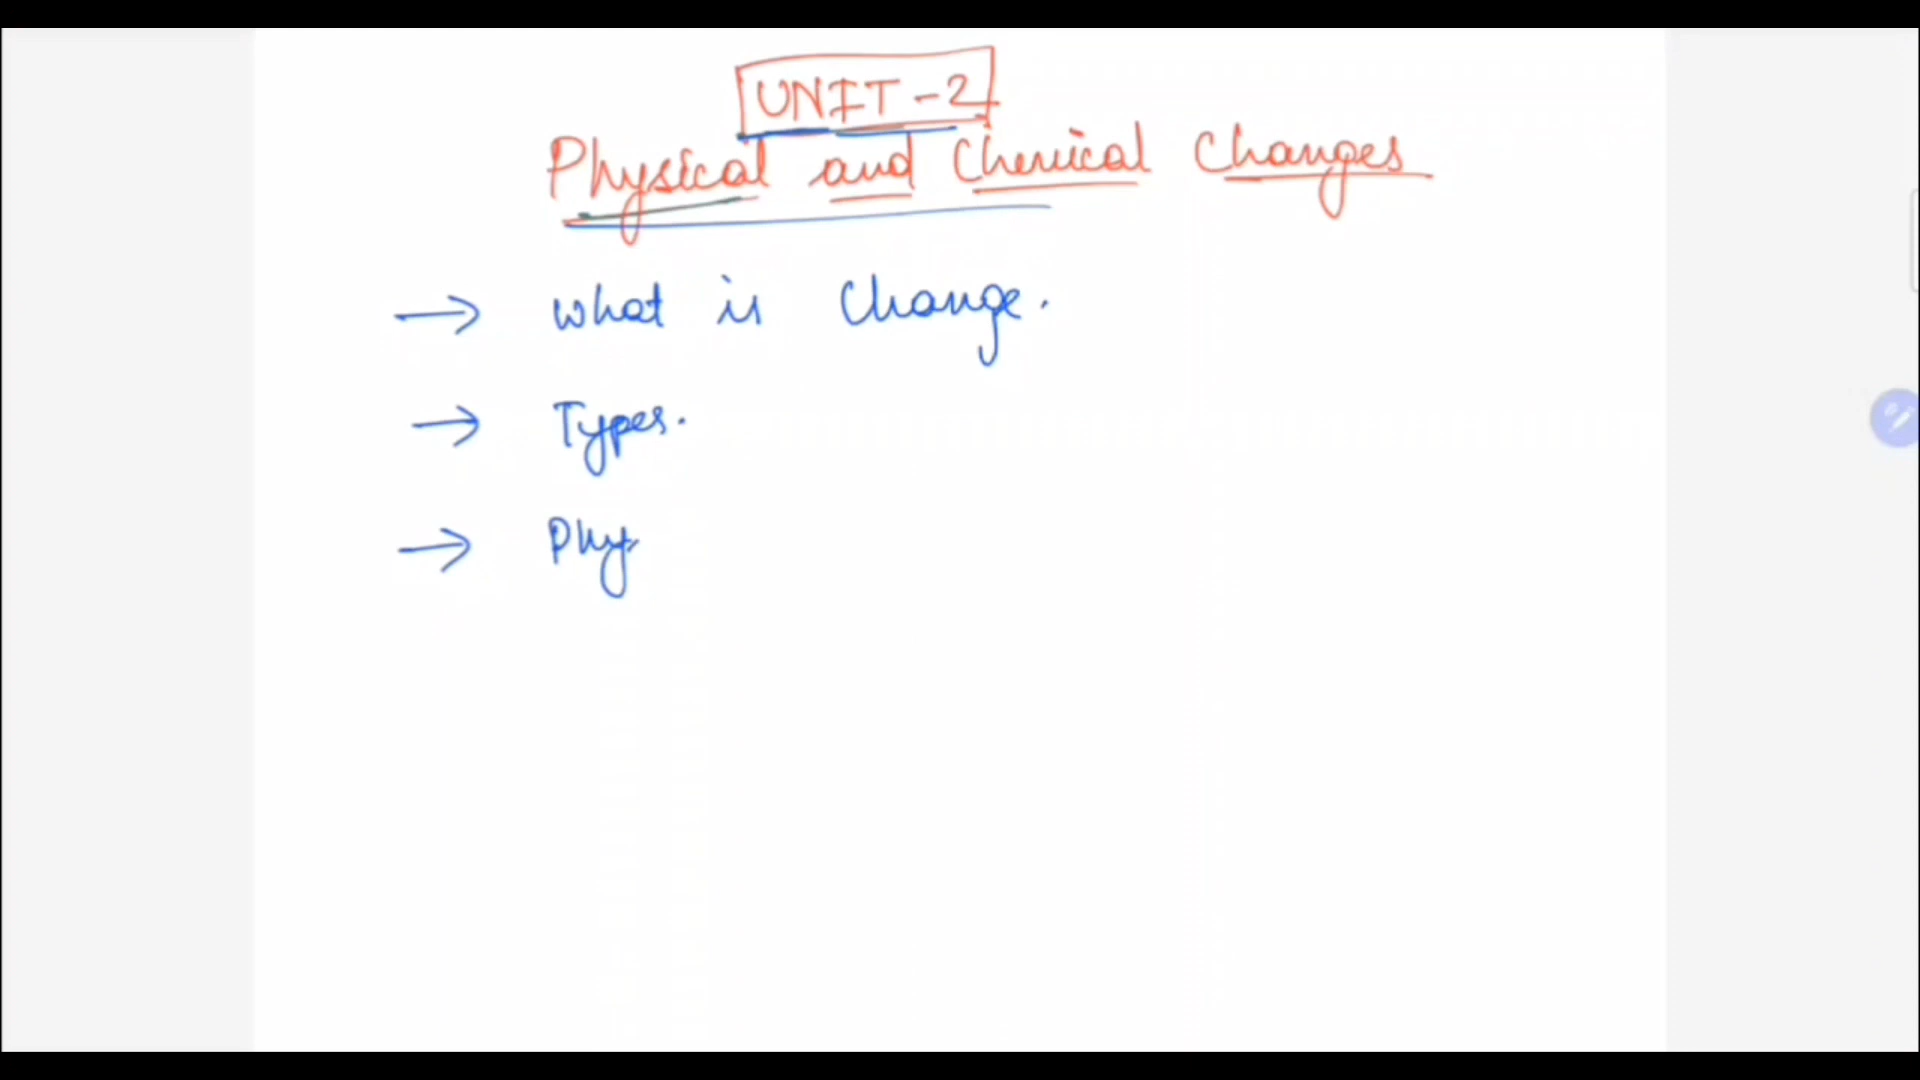 UNIT-2
Physical and Chemical Changes
→ What is Change.
→ Types.
→ Phy